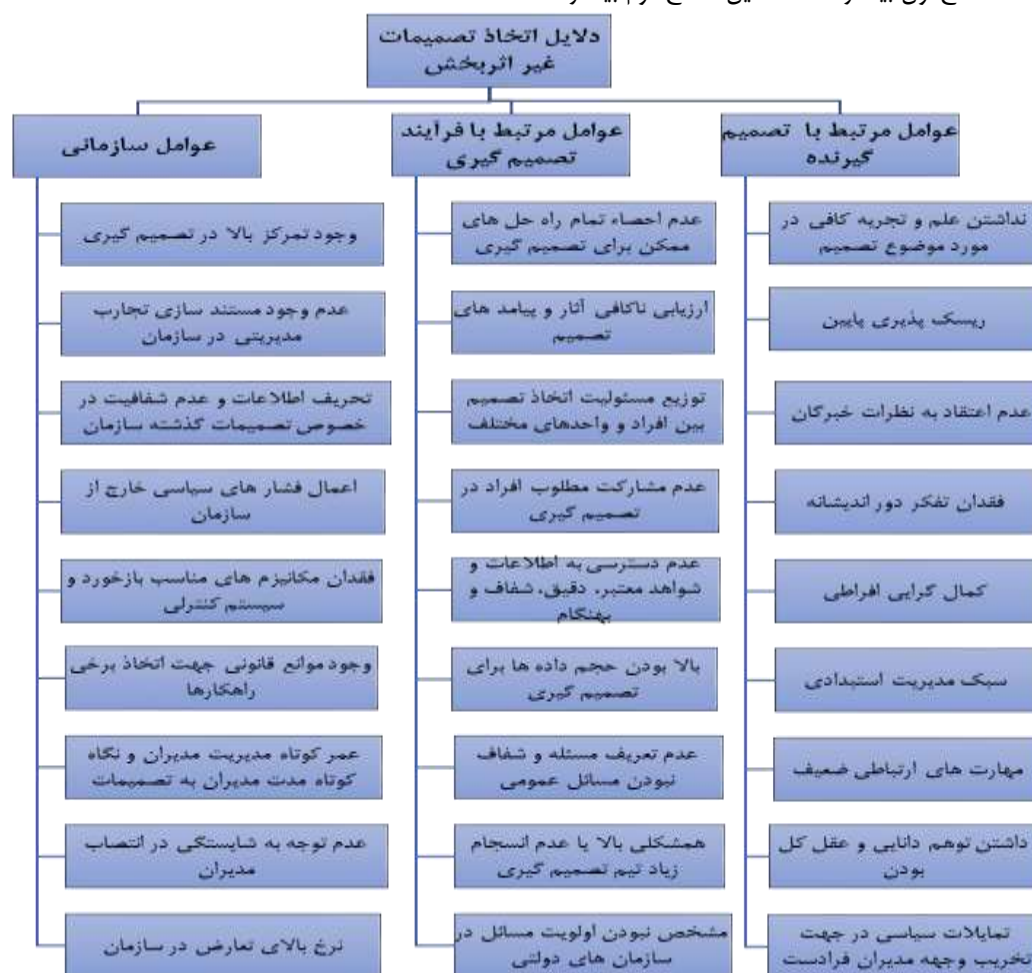 دلایل اتخاذ تصمیمات
غیر اثربخش
عوامل مرتبط با تصمیم
گیرنده
نداشتن علم و تجربه کافی در
مورد موضوع تصمیم
ریسک پذیری پایین
عدم اعتقاد به نظرات خبرگان
فقدان تفکر دور اندیشانه
کمال گرایی افراطی
سبک مدیریت استبدادی
مهارت های ارتباطی ضعیف
داشتن توهم دانایی و عقل کل
بودن
تمایلات سیاسی در جهت
تخریب وجهه مدیران فرادست
عوامل مرتبط با فرآیند
تصمیم گیری
عدم احصاء تمام راه حل های
ممکن برای تصمیم گیری
ارزیابی ناکافی آثار و پیامد های
تصمیم
توزیع مسئولیت اتخاذ تصمیم
بین افراد و واحدهای مختلف
عدم مشارکت مطلوب افراد در
تصمیم گیری
عدم دسترسی به اطلاعات و
شواهد معتبر، دقیق، شفاف و
بهنگام
بالا بودن حجم داده ها برای
تصمیم گیری
عدم تعریف مسئله و شفاف
نبودن مسائل عمومی
همشکلی بالا یا عدم انسجام
زیاد تیم تصمیم گیری
مشخص نبودن اولویت مسائل در
سازمان های دولتی
عوامل سازمانی
وجود تمرکز بالا در تصمیم گیری
عدم وجود مستند سازی تجارب
مدیریتی در سازمان
تحریف اطلاعات و عدم شفافیت در
خصوص تصمیمات گذشته سازمان
اعمال فشار های سیاسی خارج از
سازمان
فقدان مکانیزم های مناسب بازخورد و
سیستم کنترلی
وجود موانع قانونی جهت اتخاذ برخی
راهکارها
عمر کوتاه مدیریت مدیران و نگاه
کوتاه مدت مدیران به تصمیمات
عدم توجه به شایستگی در انتصاب
مدیران
نرخ بالای تعارض در سازمان